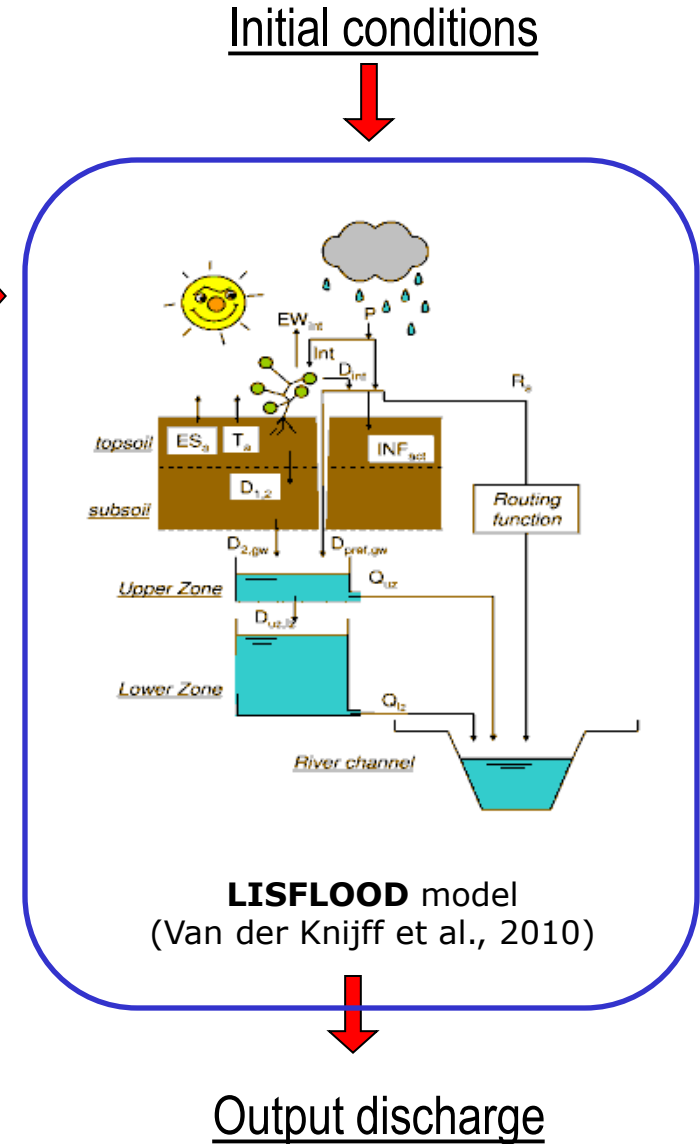 Initial conditions
P
EW_int
Int
D_int
R_a
topsoil
ES_a
T_a
INF_act
D_1,2
subsoil
Routing
function
D_2,gw
D_pref,gw
Upper Zone
Q_uz
D_uz,lz
Lower Zone
Q_lz
River channel
LISFLOOD model
(Van der Knijff et al., 2010)
Output discharge